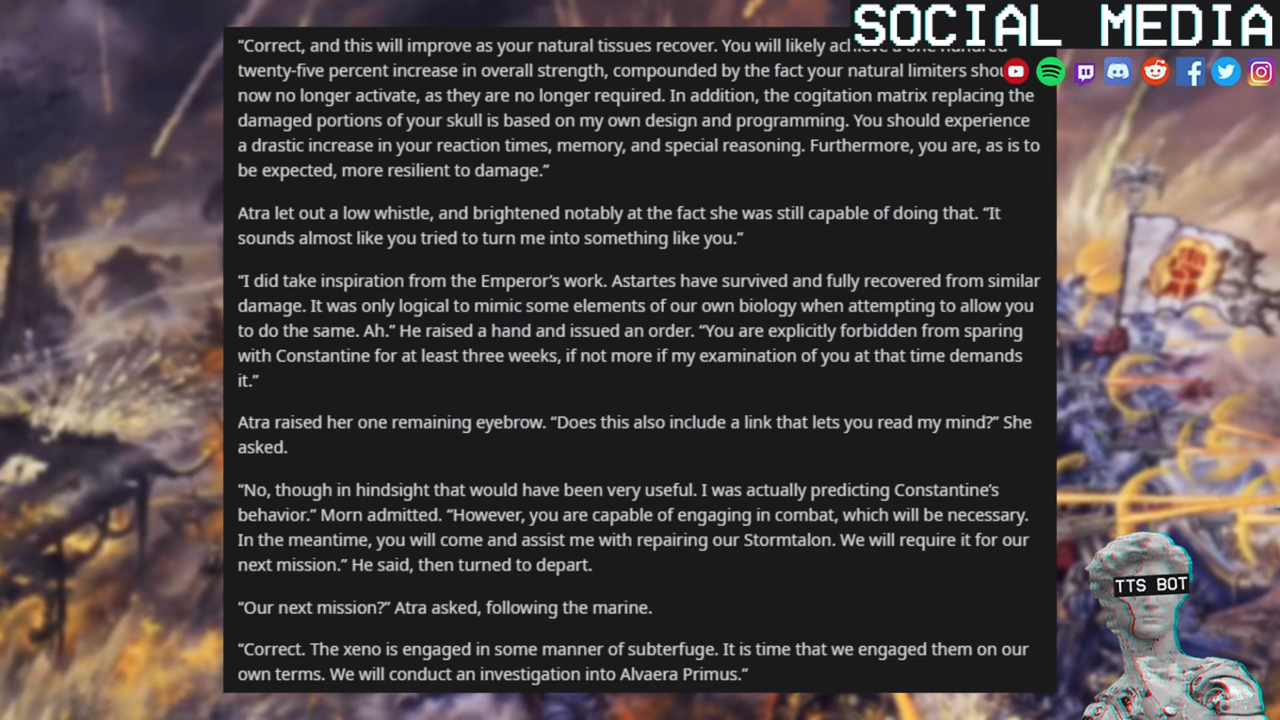 SOCIAL MEDIA
“Correct, and this will improve as your natural tissues recover. You will likely achieve a one hundred
twenty-five percent increase in overall strength, compounded by the fact your natural limiters should
now no longer activate, as they are no longer required. In addition, the cogitation matrix replacing the
damaged portions of your skull is based on my own design and programming. You should experience
a drastic increase in your reaction times, memory, and special reasoning. Furthermore, you are, as is to
be expected, more resilient to damage.”
Atra let out a low whistle, and brightened notably at the fact she was still capable of doing that. “It
sounds almost like you tried to turn me into something like you.”
“I did take inspiration from the Emperor’s work. Astartes have survived and fully recovered from similar
damage. It was only logical to mimic some elements of our own biology when attempting to allow you
to do the same. Ah.” He raised a hand and issued an order. “You are explicitly forbidden from sparing
with Constantine for at least three weeks, if not more if my examination of you at that time demands
it.”
Atra raised her one remaining eyebrow. “Does this also include a link that lets you read my mind?” She
asked.
“No, though in hindsight that would have been very useful. I was actually predicting Constantine’s
behavior.” Morn admitted. “However, you are capable of engaging in combat, which will be necessary.
In the meantime, you will come and assist me with repairing our Stormtalon. We will require it for our
next mission.” He said, then turned to depart.
“Our next mission?” Atra asked, following the marine.
“Correct. The xeno is engaged in some manner of subterfuge. It is time that we engaged them on our
own terms. We will conduct an investigation into Alvaera Primus.”
TTS BOT